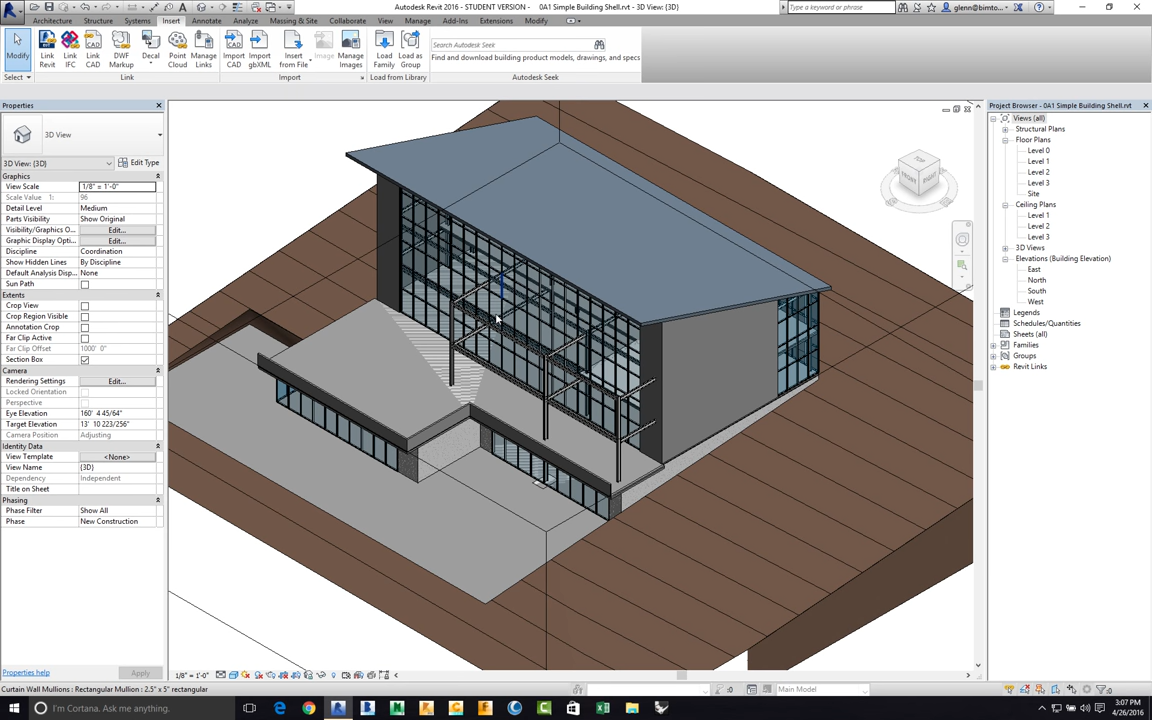 Autodesk Revit 2016 - STUDENT VERSION - 0A1 Simple Building Shell.rvt - 3D View: {3D}
Type a keyword or phrase
glenn@bimto...
Architecture Structure Systems Insert Annotate Analyze Massing & Site Collaborate View Manage Add-Ins Extensions Modify
Modify
Link Revit
Link IFC
Link CAD
DWF Markup
Decal
Point Cloud
Manage Links
Import CAD
Import gbXML
Insert from File
Image
Manage Images
Load Family
Load as Group
Search Autodesk Seek
Find and download building product models, drawings, and specs
Select
Link
Import
Load from Library
Autodesk Seek
Properties
3D View
3D View: {3D}
Edit Type
Graphics
View Scale 1/8" = 1'-0"
Scale Value 1: 96
Detail Level Medium
Parts Visibility Show Original
Visibility/Graphics O... Edit...
Graphic Display Opti... Edit...
Discipline Coordination
Show Hidden Lines By Discipline
Default Analysis Disp... None
Sun Path
Extents
Crop View
Crop Region Visible
Annotation Crop
Far Clip Active
Far Clip Offset 1000' 0"
Section Box
Camera
Rendering Settings Edit...
Locked Orientation
Perspective
Eye Elevation 160' 4 45/64"
Target Elevation 13' 10 223/256"
Camera Position Adjusting
Identity Data
View Template <None>
View Name {3D}
Dependency Independent
Title on Sheet
Phasing
Phase Filter Show All
Phase New Construction
Properties help
Apply
TOP
FRONT
RIGHT
Project Browser - 0A1 Simple Building Shell.rvt
Views (all)
Structural Plans
Floor Plans
Level 0
Level 1
Level 2
Level 3
Site
Ceiling Plans
Level 1
Level 2
Level 3
3D Views
Elevations (Building Elevation)
East
North
South
West
Legends
Schedules/Quantities
Sheets (all)
Families
Groups
Revit Links
1/8" = 1'-0"
Curtain Wall Mullions : Rectangular Mullion : 2.5" x 5" rectangular
:0
Main Model
:0
I'm Cortana. Ask me anything.
3:07 PM
4/26/2016